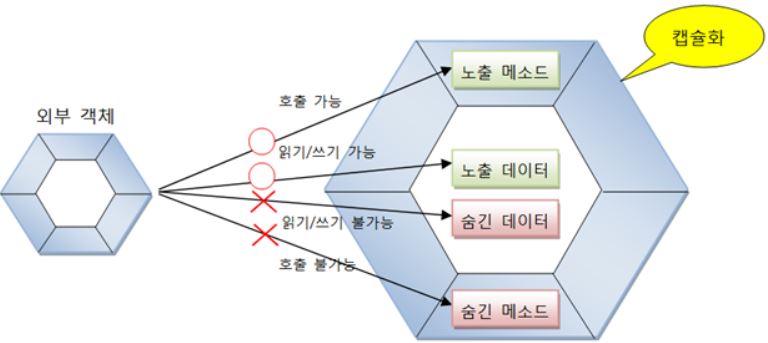 캡슐화
노출 메소드
호출 가능
외부 객체
읽기/쓰기 가능
노출 데이터
숨긴 데이터
읽기/쓰기 불가능
호출 불가능
숨긴 메소드